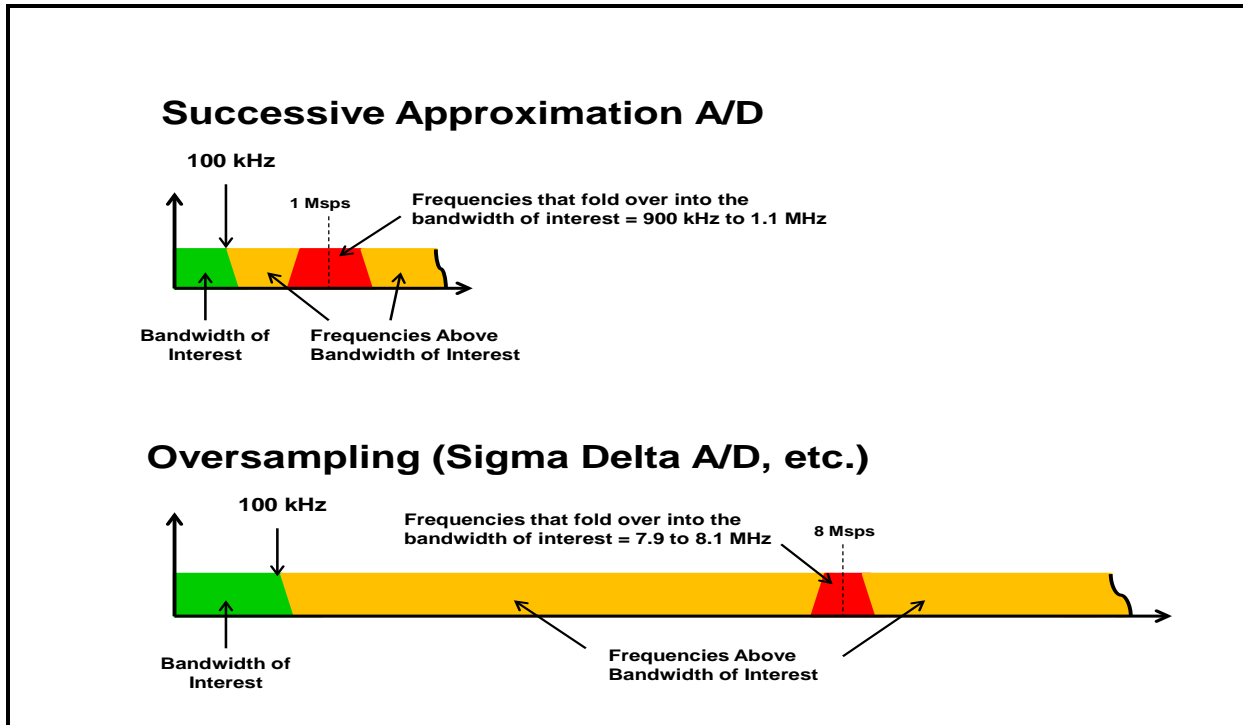 Successive Approximation A/D
100 kHz
1 Msps
Frequencies that fold over into the
bandwidth of interest = 900 kHz to 1.1 MHz
Bandwidth of
Interest
Frequencies Above
Bandwidth of Interest
Oversampling (Sigma Delta A/D, etc.)
100 kHz
Frequencies that fold over into the
bandwidth of interest = 7.9 to 8.1 MHz
8 Msps
Bandwidth of
Interest
Frequencies Above
Bandwidth of Interest